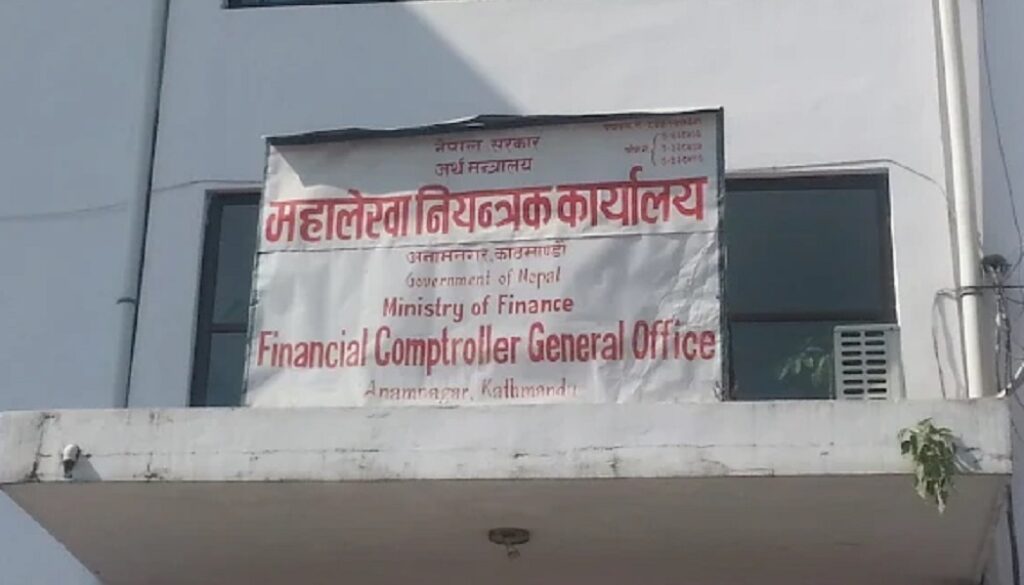 नेपाल सरकार
अर्थ मन्त्रालय
महालेखा नियन्त्रक कार्यालय
अनामनगर, काठमाण्डौ
Government of Nepal
Ministry of Finance
Financial Comptroller General Office
Anamnagar, Kathmandu